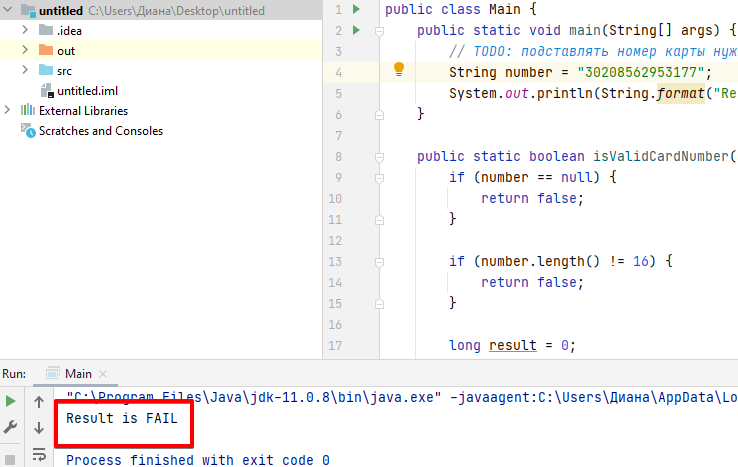 untitled C:\Users\Диана\Desktop\untitled
.idea
out
src
untitled.iml
External Libraries
Scratches and Consoles
1 public class Main {
2 public static void main(String[] args) {
3 // TODO: подставлять номер карты нуж
4 String number = "30208562953177";
5 System.out.println(String.format("Re
6 }
7
8 public static boolean isValidCardNumber(
9 if (number == null) {
10 return false;
11 }
12
13 if (number.length() != 16) {
14 return false;
15 }
16
17 long result = 0;
Run: Main
"C:\Program Files\Java\jdk-11.0.8\bin\java.exe" -javaagent:C:\Users\Диана\AppData\Lo
Result is FAIL
Process finished with exit code 0